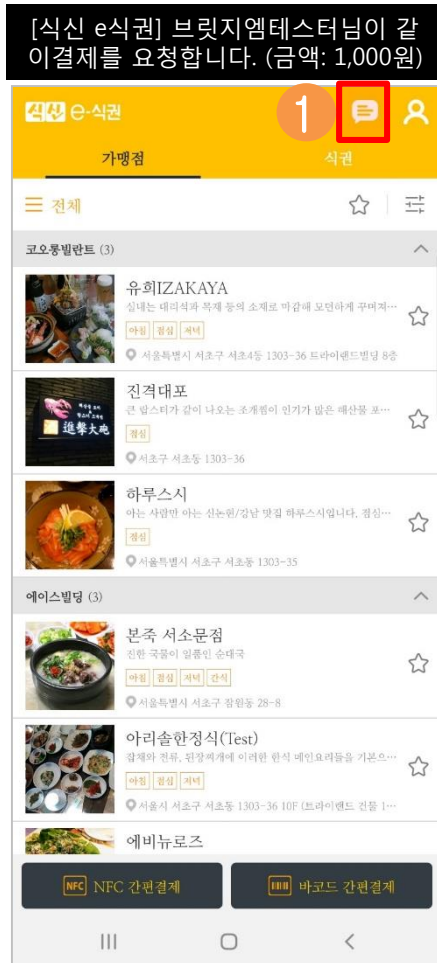 [식신 e식권] 브릿지엠테스터님이 같
이결제를 요청합니다. (금액: 1,000원)
식신 e-식권
1
가맹점 식권
전체
코오롱빌란트 (3)
유희IZAKAYA
실내는 대리석과 목재 등의 소재로 마감해 모던하게 꾸며져…
아침 점심 저녁
서울특별시 서초구 서초4동 1303-36 트라이랜드빌딩 8층
진격대포
큰 랍스터가 같이 나오는 조개찜이 인기가 많은 해산물 포…
進撃大砲
점심
서초구 서초동 1303-36
하루스시
아는 사람만 아는 신논현/강남 맛집 하루스시입니다. 점심…
점심
서울특별시 서초구 서초동 1303-35
에이스빌딩 (3)
본죽 서소문점
진한 국물이 일품인 순대국
아침 점심 저녁 간식
서울특별시 서초구 잠원동 28-8
아리솔한정식(Test)
잡채와 전류, 된장찌개에 이러한 한식 메인요리들을 기본으…
아침 점심 저녁
서울시 서초구 서초동 1303-36 10F (트라이랜드 건물 1…
에비뉴로즈
NFC NFC 간편결제
바코드 간편결제